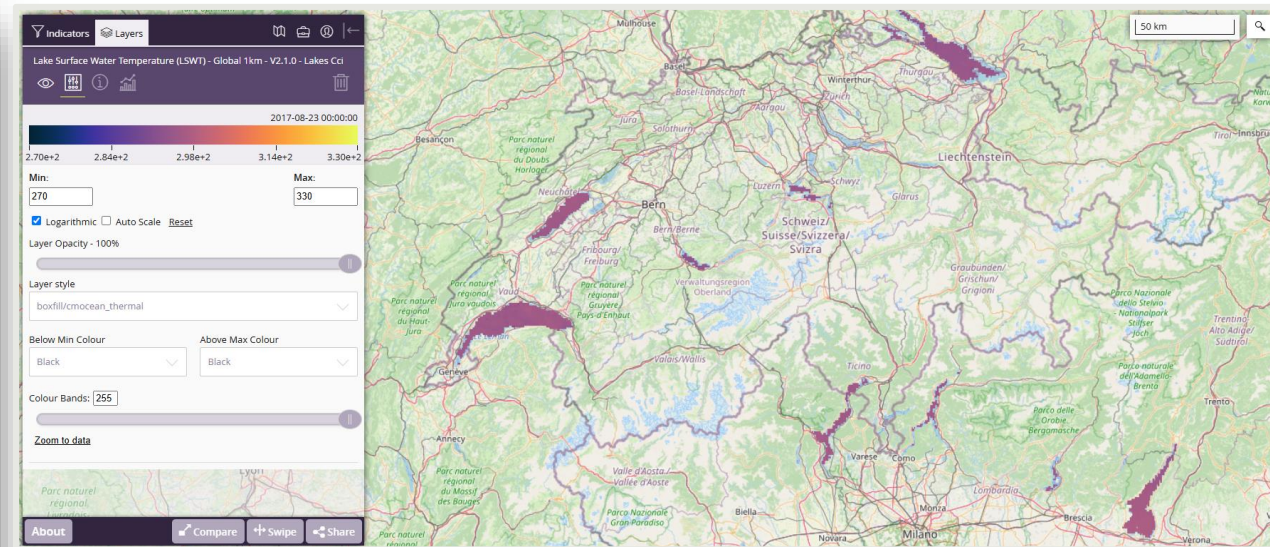 Indicators
Layers
Lake Surface Water Temperature (LSWT) - Global 1km - V2.1.0 - Lakes Cci
2017-08-23 00:00:00
2.70e+2 2.84e+2 2.98e+2 3.14e+2 3.30e+2
Min: Max:
270 330
Logarithmic Auto Scale Reset
Layer Opacity - 100%
Layer style
boxfill/cmocean_thermal
Below Min Colour Above Max Colour
Black Black
Colour Bands: 255
Zoom to data
About Compare Swipe Share
50 km
Mulhouse
Basel
Basel-Landschaft
Winterthur
Thurgau
Zürich
Aargau
Jura
Solothurn
Besançon
Parc naturel
régional
du Doubs
Horloger
Liechtenstein
Tirol
Neuchâtel
Bern
Luzern
Schwyz
Glarus
Bern/Berne
Schweiz/
Suisse/Svizzera/
Svizra
Fribourg/
Freiburg
Verwaltungsregion
Oberland
Graubünden/
Grischun/
Grigioni
Parc naturel
régional
Jura vaudois
Vaud
Parc naturel
régional
Gruyère
Pays-d'Enhaut
Parc naturel
régional
du Haut-
Jura
Parco Nazionale
dello Stelvio
- Nationalpark
Stilfser
Joch
Trentino
Alto Adige/
Südtirol
Genève
Valais/Wallis
Ticino
Parco naturale
dell'Adamello-
Brenta
Trento
Parco delle
Orobie
Bergamasche
Annecy
Varese
Como
Valle d'Aosta /
Vallée d'Aoste
Lombardia
Parc naturel
régional
du Massif
des Bauges
Parco Nazionale
Gran Paradiso
Biella
Monza
Brescia
Novara
Milano
Verona
Lyon
Parc naturel
régional
Parc naturel
régional